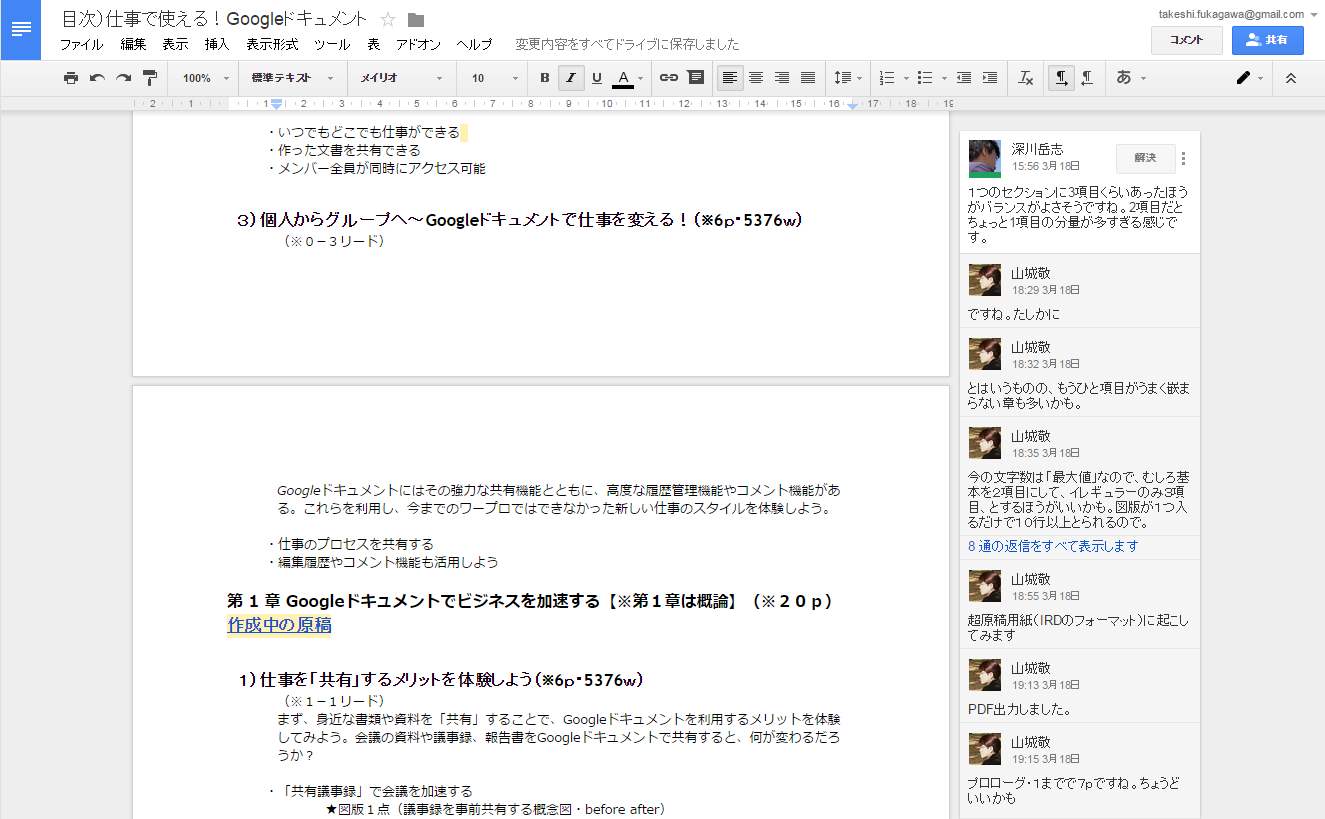 目次）仕事で使える！Googleドキュメント
takeshi.fukagawa@gmail.com
ファイル 編集 表示 挿入 表示形式 ツール 表 アドオン ヘルプ 変更内容をすべてドライブに保存しました
コメント 共有
100% 標準テキスト メイリオ 10 B I U A あ
2 1 1 2 3 4 5 6 7 8 9 10 11 12 13 14 15 16 17 18 19
・いつでもどこでも仕事ができる
・作った文書を共有できる
・メンバー全員が同時にアクセス可能
３）個人からグループへ～Googleドキュメントで仕事を変える！（※6ｐ・5376ｗ）
（※０－３リード）
Googleドキュメントにはその強力な共有機能とともに、高度な履歴管理機能やコメント機能があ
る。これらを利用し、今までのワープロではできなかった新しい仕事のスタイルを体験しよう。
・仕事のプロセスを共有する
・編集履歴やコメント機能も活用しよう
第 1 章 Googleドキュメントでビジネスを加速する【※第１章は概論】（※２０ｐ）
作成中の原稿
１）仕事を「共有」するメリットを体験しよう（※6ｐ・5376ｗ）
（※１－１リード）
まず、身近な書類や資料を「共有」することで、Googleドキュメントを利用するメリットを体験
してみよう。会議の資料や議事録、報告書をGoogleドキュメントで共有すると、何が変わるだろ
うか？
・「共有議事録」で会議を加速する
★図版１点（議事録を事前共有する概念図・before after）
深川岳志
15:56 3月18日
解決
１つのセクションに3項目くらいあったほう
がバランスがよさそうですね。2項目だと
ちょっと1項目の分量が多すぎる感じで
す。
山城敬
18:29 3月18日
ですね。たしかに
山城敬
18:32 3月18日
とはいうものの、もうひと項目がうまく嵌ま
らない章も多いかも。
山城敬
18:35 3月18日
今の文字数は「最大値」なので、むしろ基
本を２項目にして、イレギュラーのみ３項
目、とするほうがいいかも。図版が１つ入
るだけで１０行以上とられるので。
8 通の返信をすべて表示します
山城敬
18:55 3月18日
超原稿用紙（IRDのフォーマット）に起こし
てみます
山城敬
19:13 3月18日
PDF出力しました。
山城敬
19:15 3月18日
プロローグ・1までで7pですね。ちょうど
いいかも